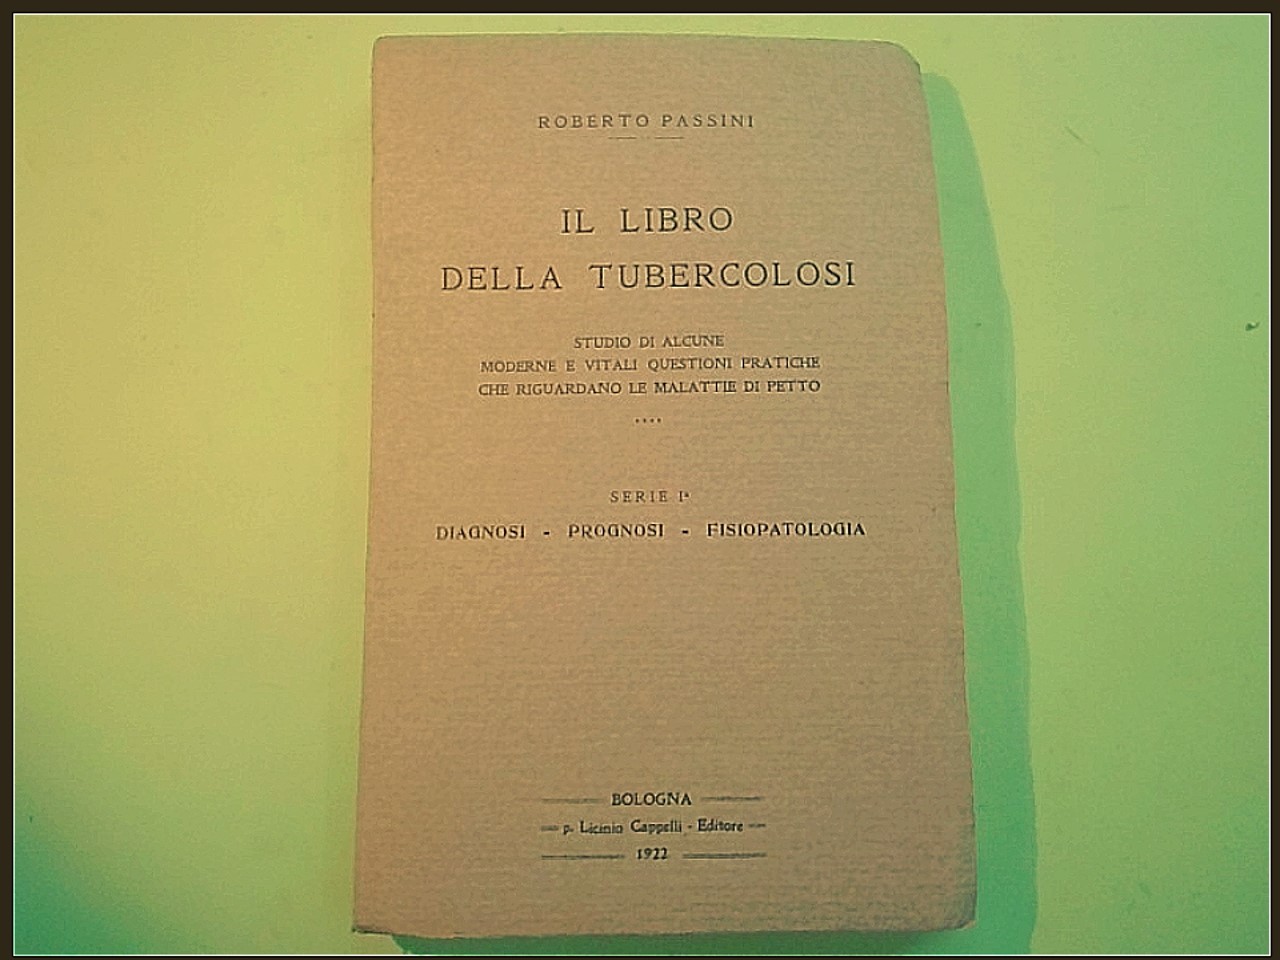 ROBERTO PASSINI
IL LIBRO
DELLA TUBERCOLOSI
STUDIO DI ALCUNE
MODERNE E VITALI QUESTIONI PRATICHE
CHE RIGUARDANO LE MALATTIE DI PETTO
....
SERIE Iª
DIAGNOSI - PROGNOSI - FISIOPATOLOGIA
BOLOGNA
p. Licinio Cappelli - Editore
1922